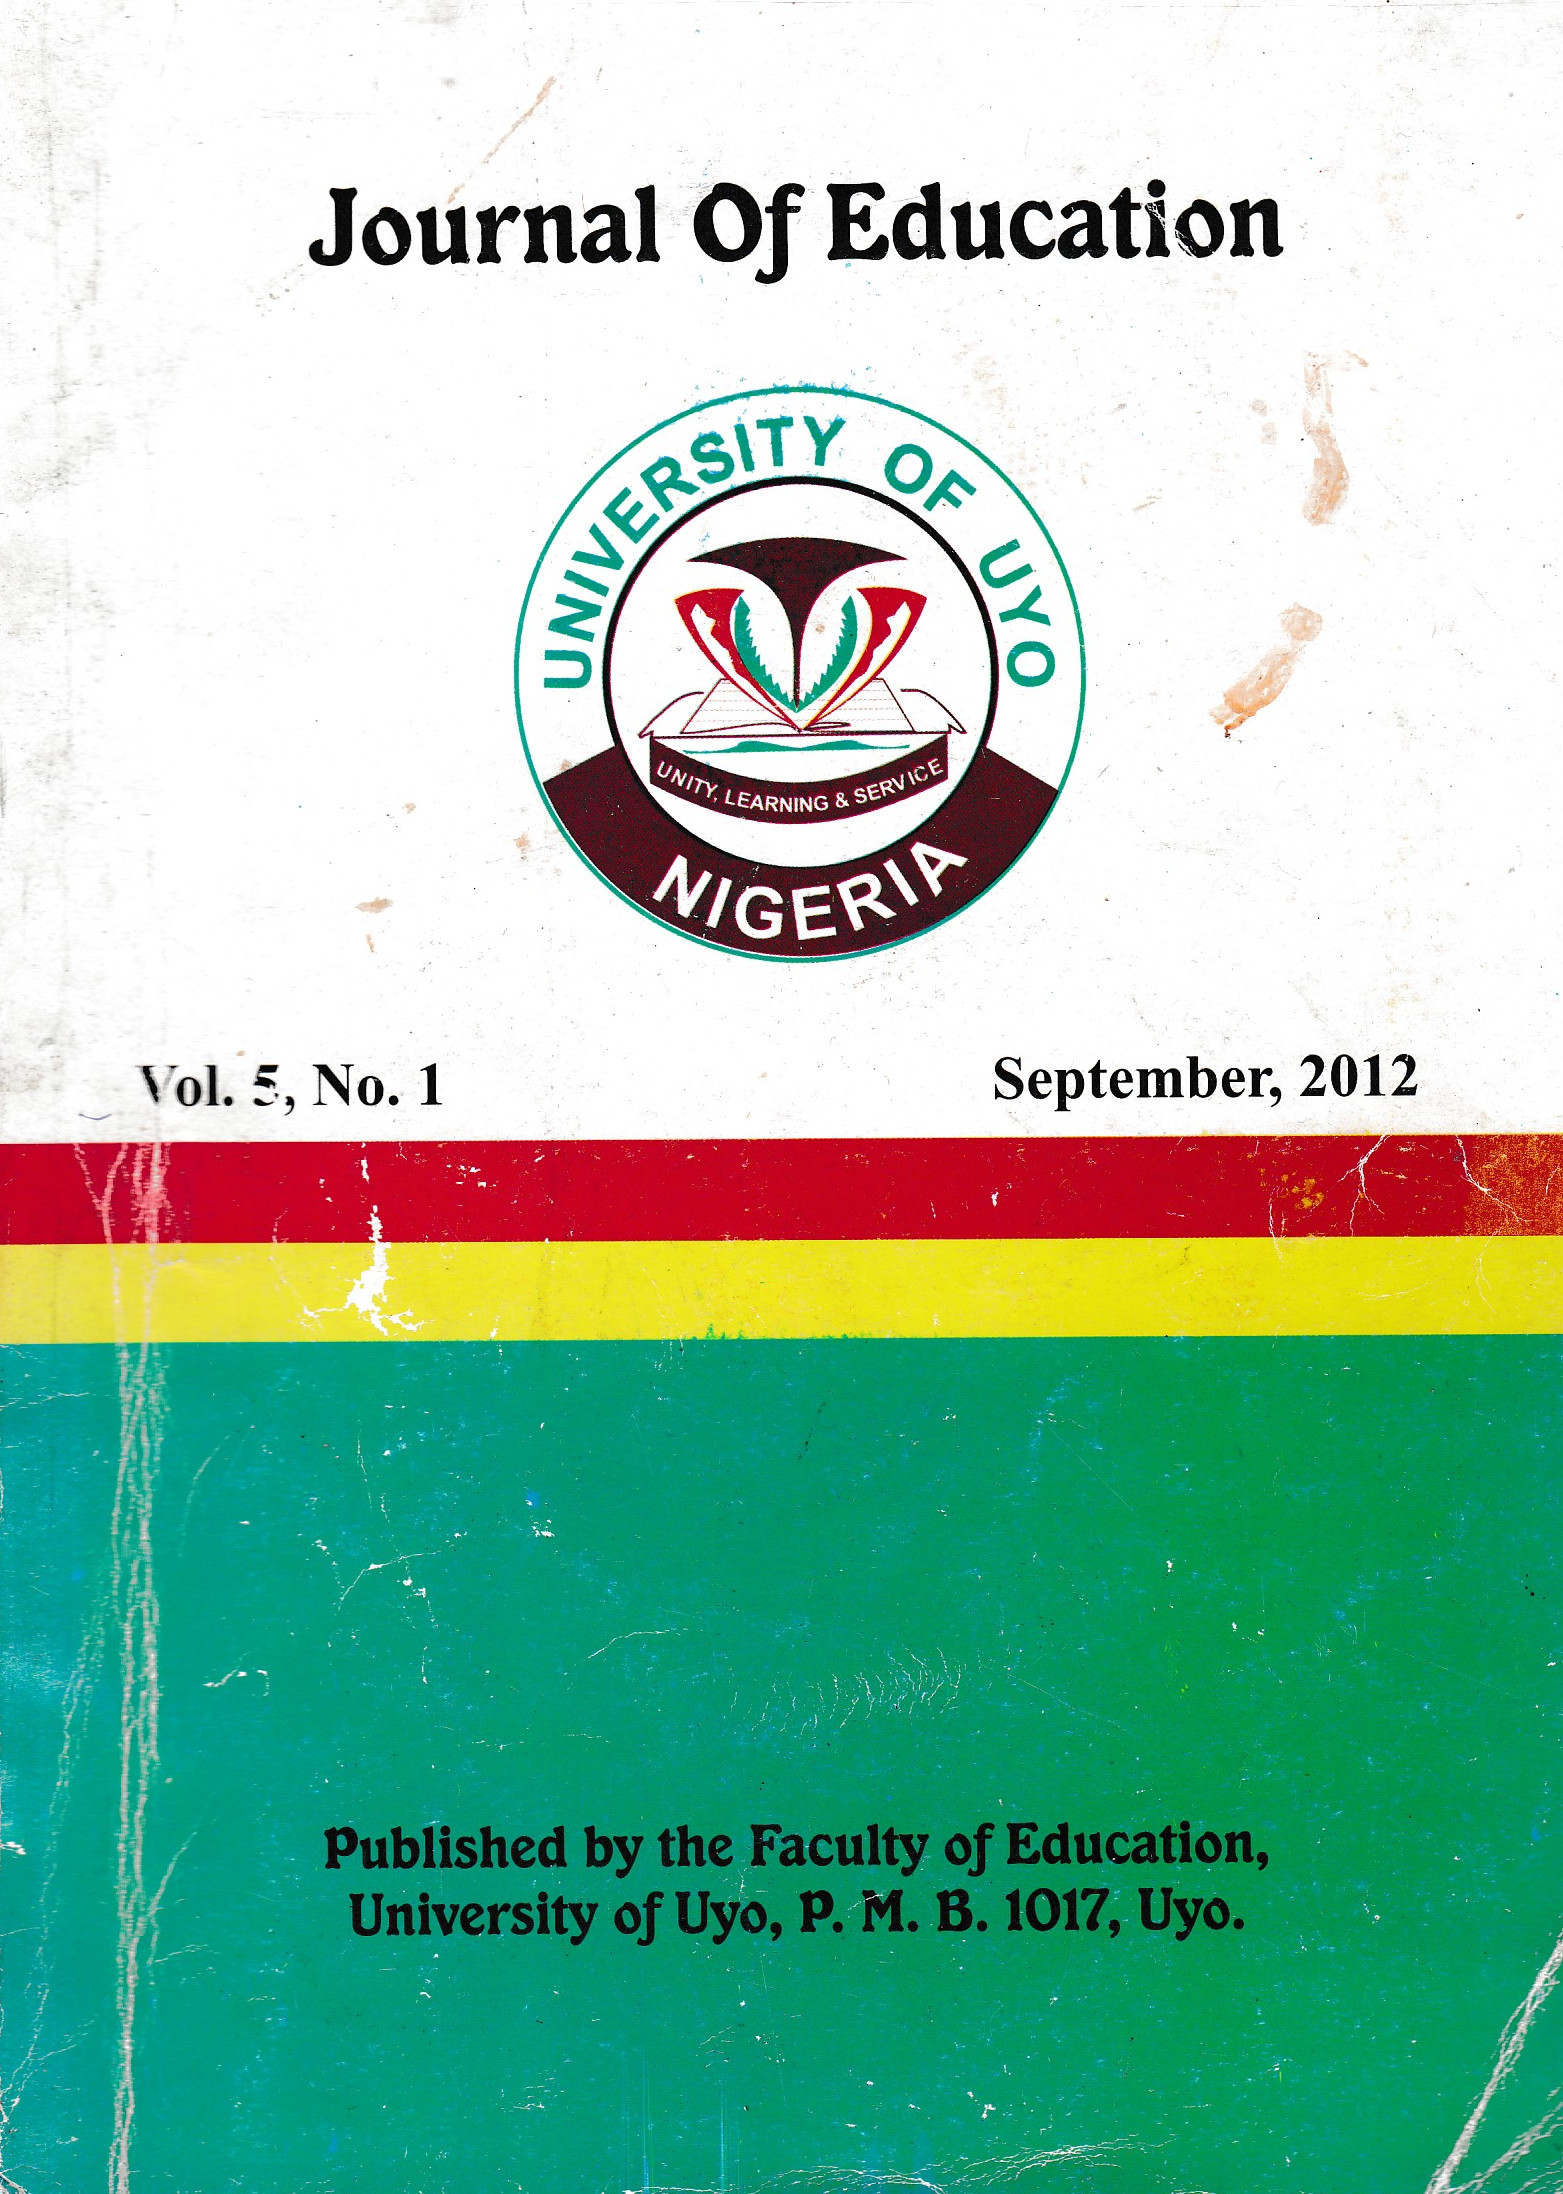 Journal Of Education
UNIVERSITY OF UYO
UNITY, LEARNING & SERVICE
NIGERIA
Vol. 5, No. 1
September, 2012
Published by the Faculty of Education,
University of Uyo, P. M. B. 1017, Uyo.